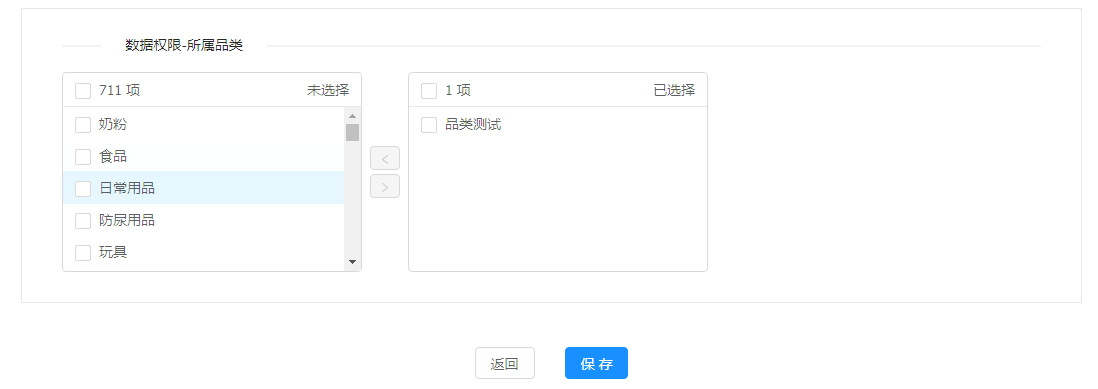 数据权限-所属品类
711 项 未选择
奶粉
食品
日常用品
防尿用品
玩具
1 项 已选择
品类测试
返回 保存